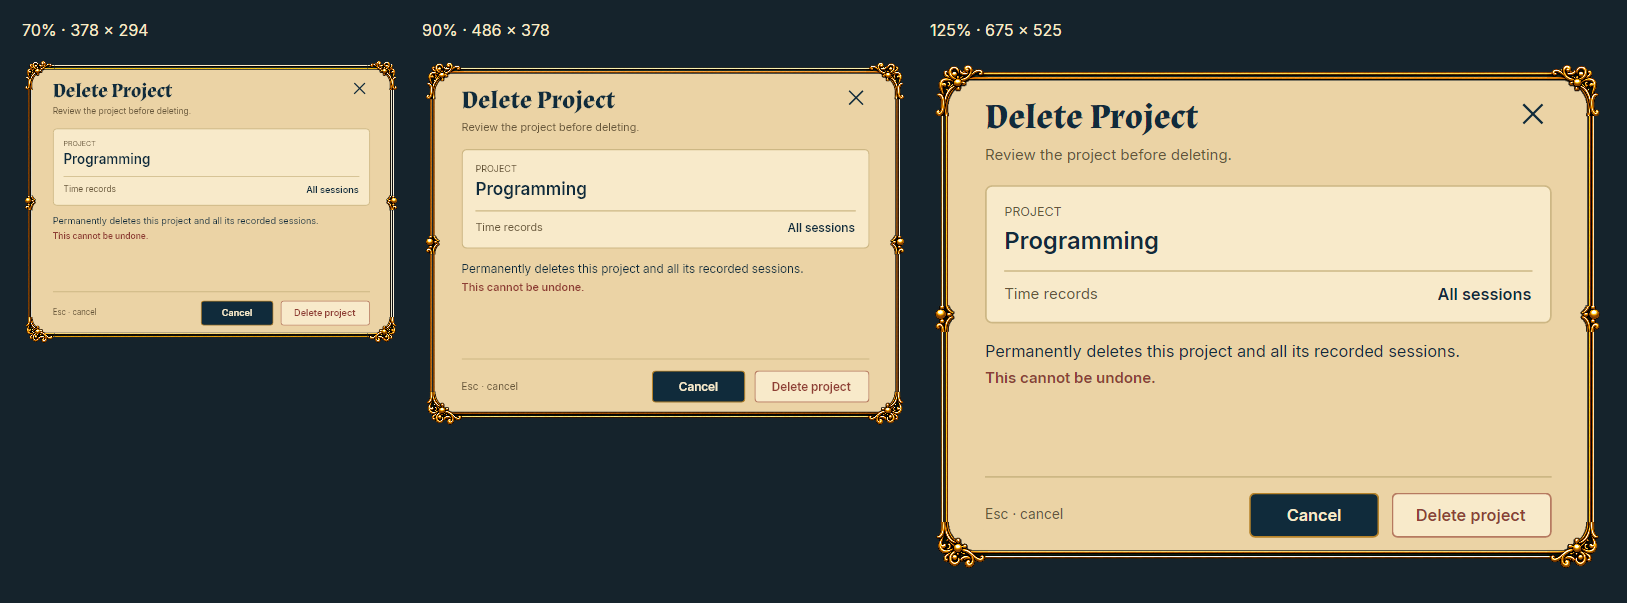 70% · 378 × 294
Delete Project
Review the project before deleting.
PROJECT
Programming
Time records All sessions
Permanently deletes this project and all its recorded sessions.
This cannot be undone.
Esc · cancel Cancel Delete project
90% · 486 × 378
Delete Project
Review the project before deleting.
PROJECT
Programming
Time records All sessions
Permanently deletes this project and all its recorded sessions.
This cannot be undone.
Esc · cancel Cancel Delete project
125% · 675 × 525
Delete Project
Review the project before deleting.
PROJECT
Programming
Time records All sessions
Permanently deletes this project and all its recorded sessions.
This cannot be undone.
Esc · cancel Cancel Delete project